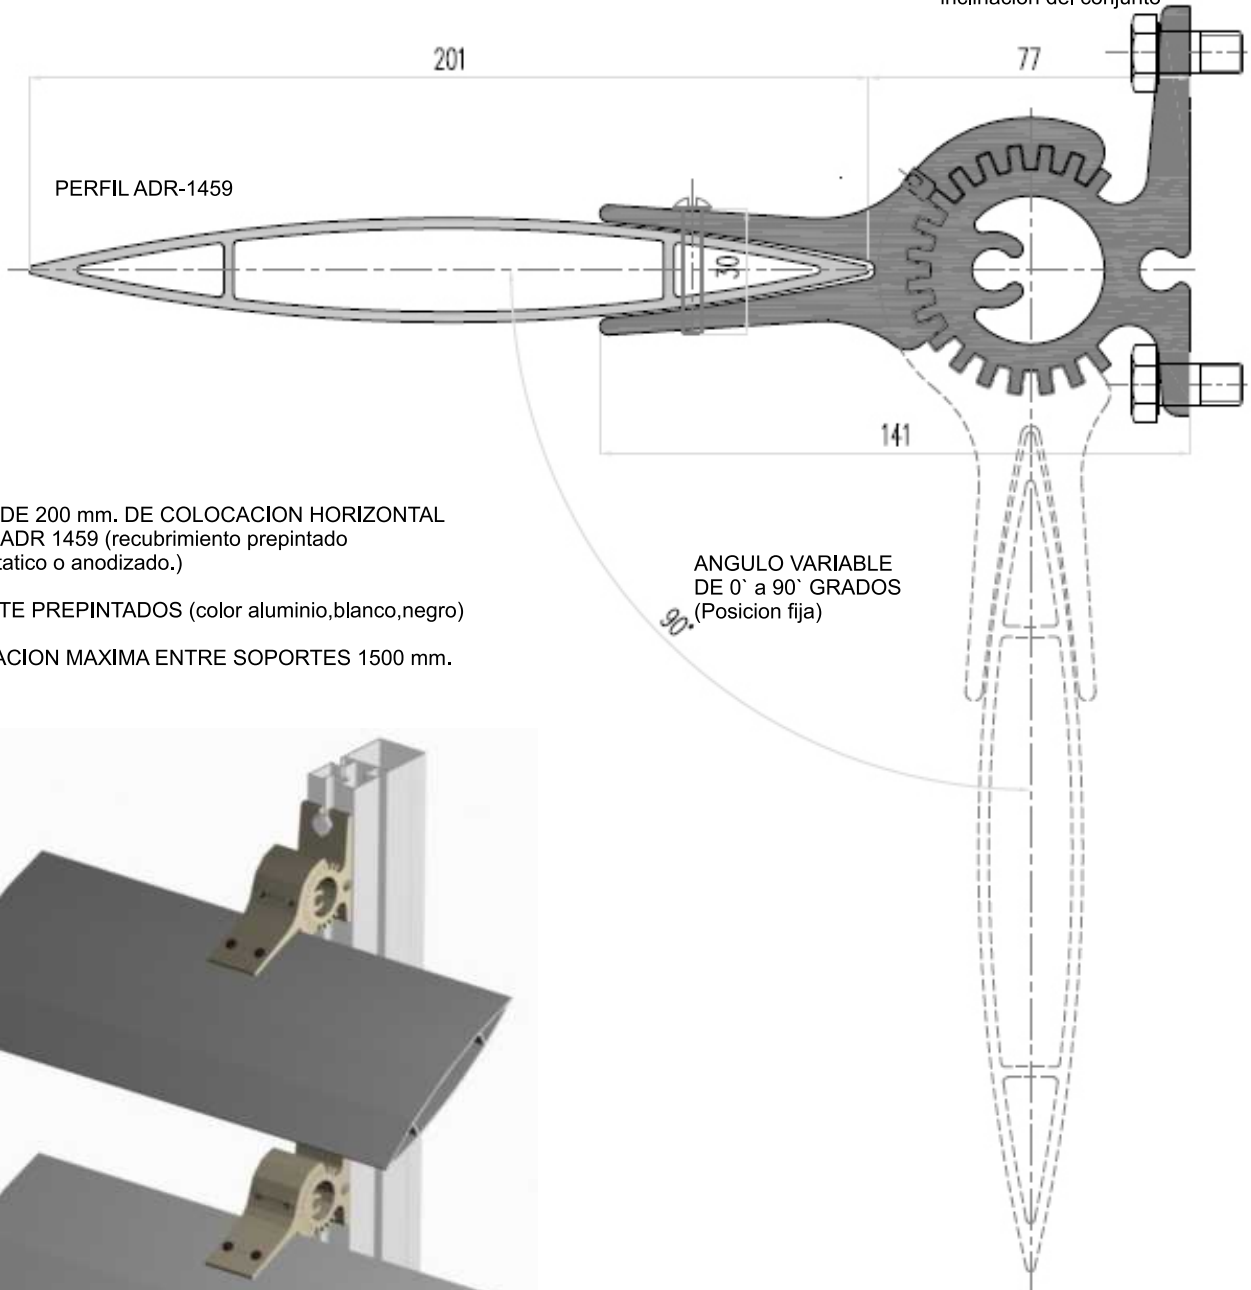 inclinacion del conjunto
201
77
PERFIL ADR-1459
30
141
DE 200 mm. DE COLOCACION HORIZONTAL
ADR 1459 (recubrimiento prepintado
tatico o anodizado.)
TE PREPINTADOS (color aluminio,blanco,negro)
ACION MAXIMA ENTRE SOPORTES 1500 mm.
ANGULO VARIABLE
DE 0` a 90` GRADOS
(Posicion fija)
90°